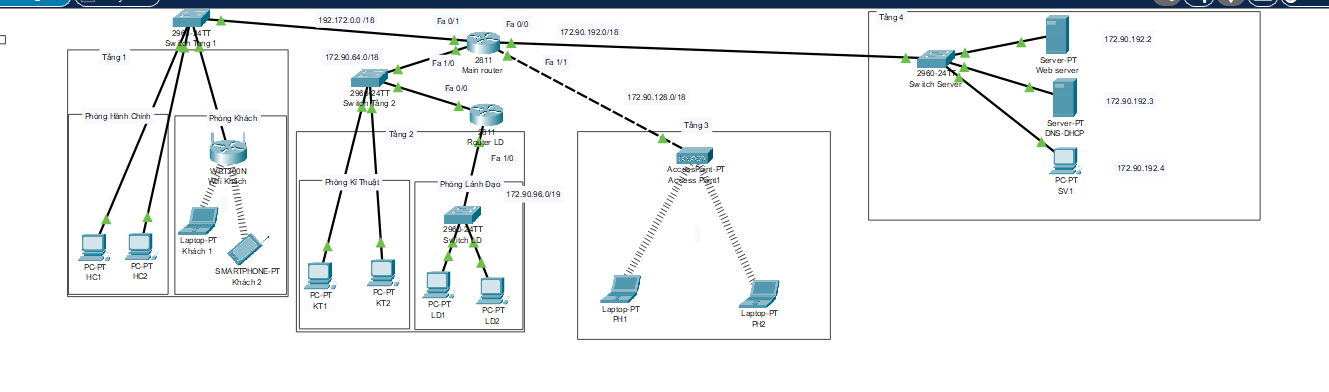 192.172.0.0 /18
Fa 0/1
Fa 0/0
172.90.192.0/18
2811
Main router
Fa 1/0
Fa 1/1
172.90.64.0/18
2960-24TT
Switch Tầng 1
Tầng 1
Phòng Hành Chính
Phòng Khách
WRT300N
Wifi Khách
Laptop-PT
Khách 1
SMARTPHONE-PT
Khách 2
PC-PT
HC1
PC-PT
HC2
2960-24TT
Switch Tầng 2
Fa 0/0
2811
Router LD
Tầng 2
Fa 1/0
Phòng Kĩ Thuật
Phòng Lãnh Đạo
172.90.96.0/19
2960-24TT
Switch LD
PC-PT
KT1
PC-PT
KT2
PC-PT
LD1
PC-PT
LD2
172.90.128.0/18
Tầng 3
AccessPoint-PT
Access Point1
Laptop-PT
PH1
Laptop-PT
PH2
Tầng 4
2960-24TT
Switch Server
Server-PT
Web server
172.90.192.2
Server-PT
DNS-DHCP
172.90.192.3
PC-PT
SV1
172.90.192.4